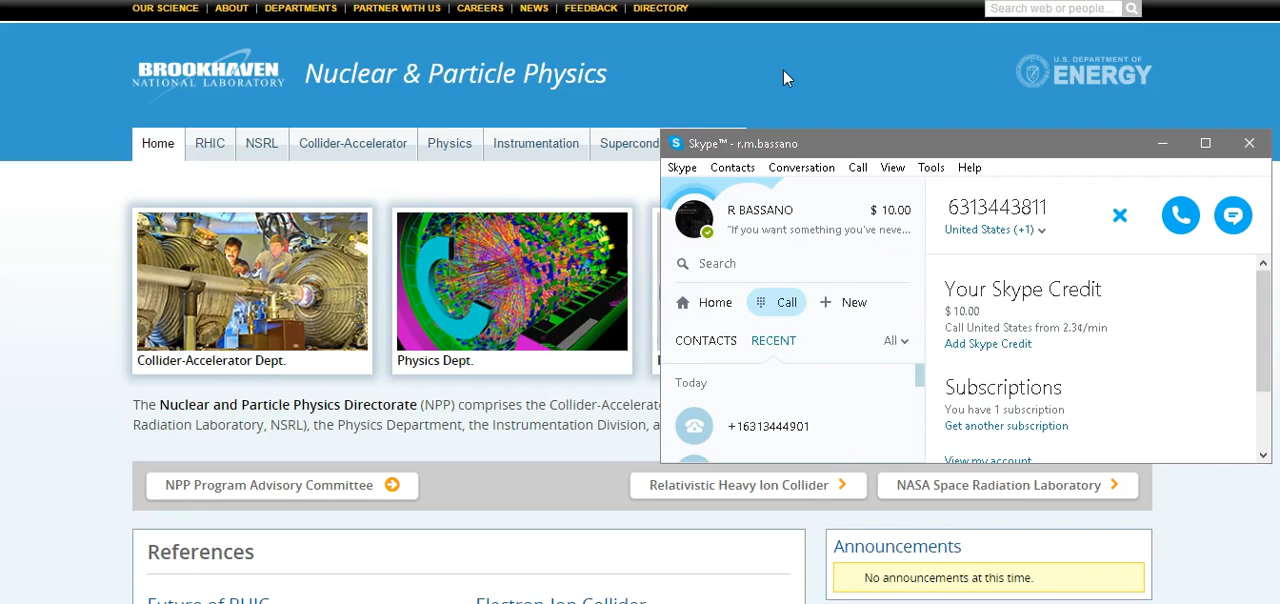 OUR SCIENCE | ABOUT | DEPARTMENTS | PARTNER WITH US | CAREERS | NEWS | FEEDBACK | DIRECTORY
Search web or people...
BROOKHAVEN
NATIONAL LABORATORY
Nuclear & Particle Physics
U.S. DEPARTMENT OF
ENERGY
Home RHIC NSRL Collider-Accelerator Physics Instrumentation Supercond
Collider-Accelerator Dept.
Physics Dept.
The Nuclear and Particle Physics Directorate (NPP) comprises the Collider-Accelerato
Radiation Laboratory, NSRL), the Physics Department, the Instrumentation Division, a
NPP Program Advisory Committee
Relativistic Heavy Ion Collider
NASA Space Radiation Laboratory
References
Future of RHIC
Electron Ion Collider
Announcements
No announcements at this time.
Skype™ - r.m.bassano
Skype Contacts Conversation Call View Tools Help
R BASSANO $ 10.00
"If you want something you've neve...
Search
Home Call New
CONTACTS RECENT All
Today
+16313444901
6313443811
United States (+1)
Your Skype Credit
$ 10.00
Call United States from 2.3¢/min
Add Skype Credit
Subscriptions
You have 1 subscription
Get another subscription
View my account